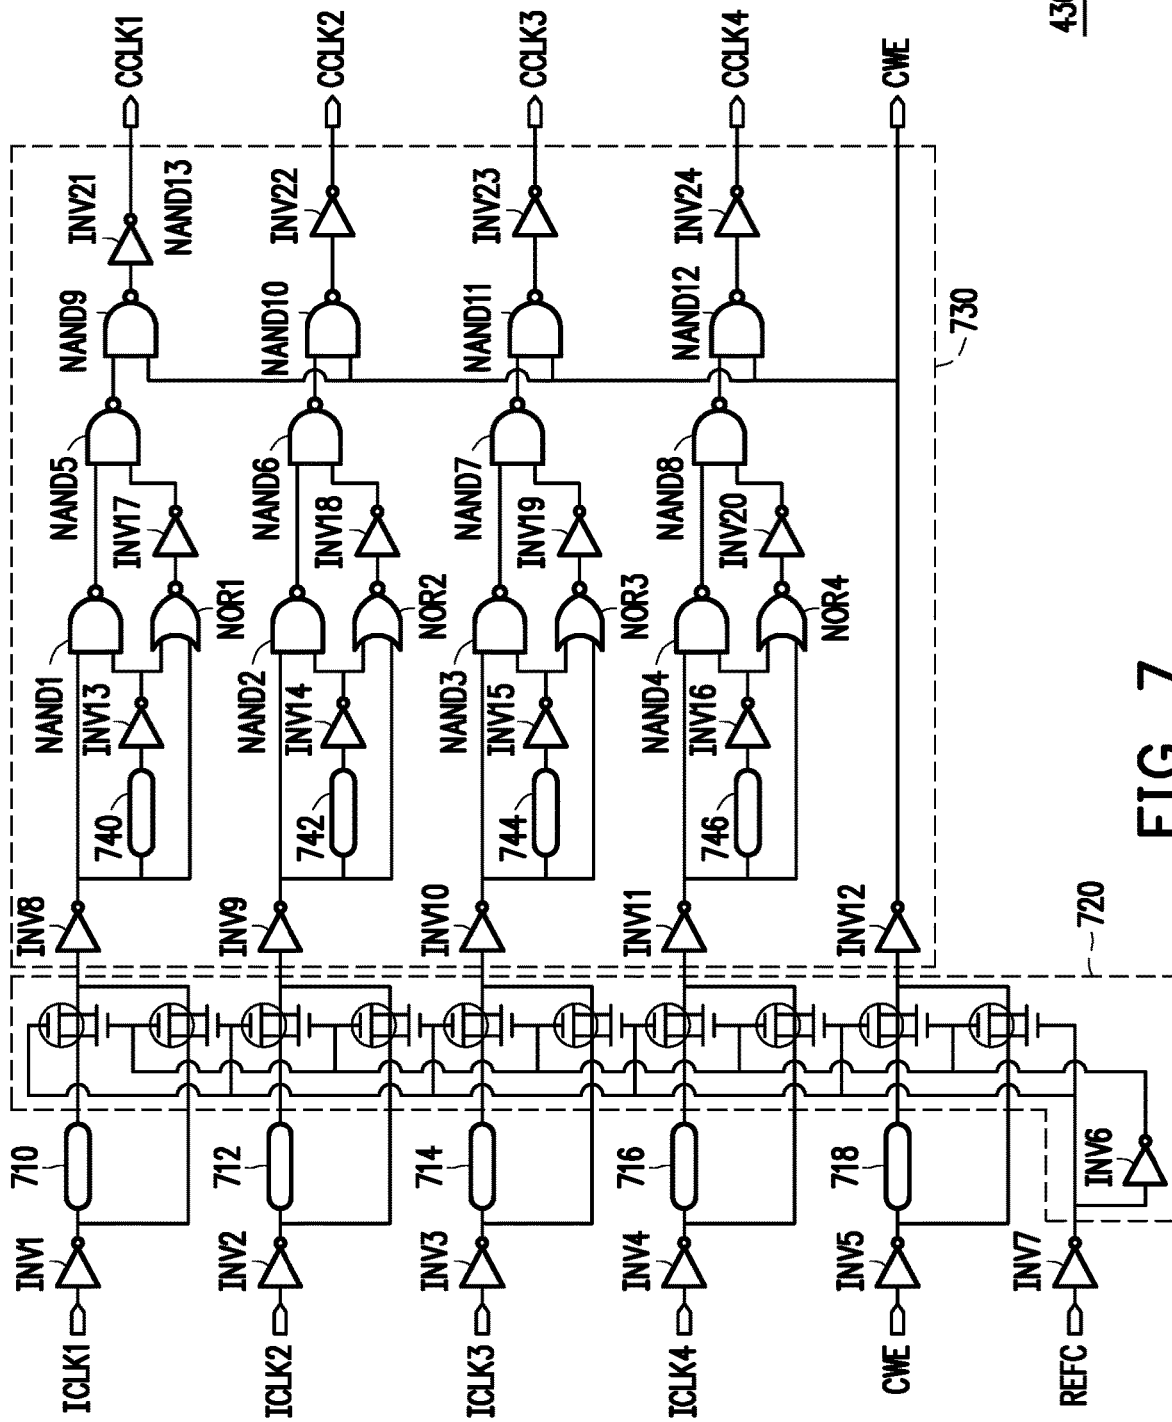 ICLK1
INV1
710
INV8
NAND1
INV13
740
NOR1
INV17
NAND5
NAND9
INV21
NAND13
CCLK1
ICLK2
INV2
712
INV9
NAND2
INV14
742
NOR2
INV18
NAND6
NAND10
INV22
CCLK2
ICLK3
INV3
714
INV10
NAND3
INV15
744
NOR3
INV19
NAND7
NAND11
INV23
CCLK3
ICLK4
INV4
716
INV11
NAND4
INV16
746
NOR4
INV20
NAND8
NAND12
INV24
CCLK4
CWE
INV5
718
INV12
CWE
REFC
INV7
INV6
720
730
FIG. 7